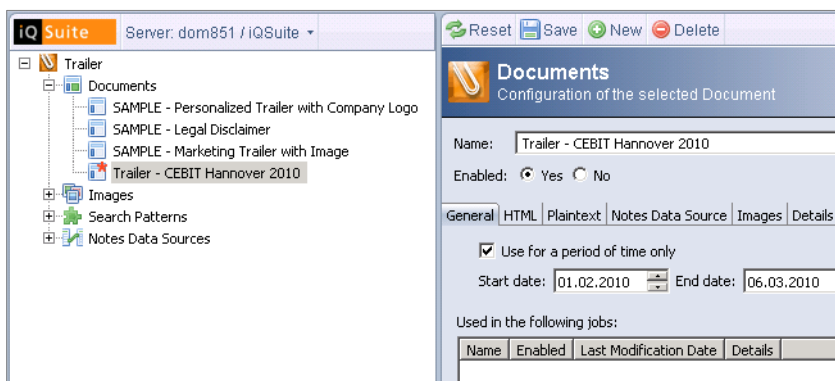 iQ Suite Server: dom851 / iQSuite
Trailer
Documents
SAMPLE - Personalized Trailer with Company Logo
SAMPLE - Legal Disclaimer
SAMPLE - Marketing Trailer with Image
Trailer - CEBIT Hannover 2010
Images
Search Patterns
Notes Data Sources
Reset Save New Delete
Documents
Configuration of the selected Document
Name: Trailer - CEBIT Hannover 2010
Enabled: Yes No
General HTML Plaintext Notes Data Source Images Details
Use for a period of time only
Start date: 01.02.2010 End date: 06.03.2010
Used in the following jobs:
Name Enabled Last Modification Date Details